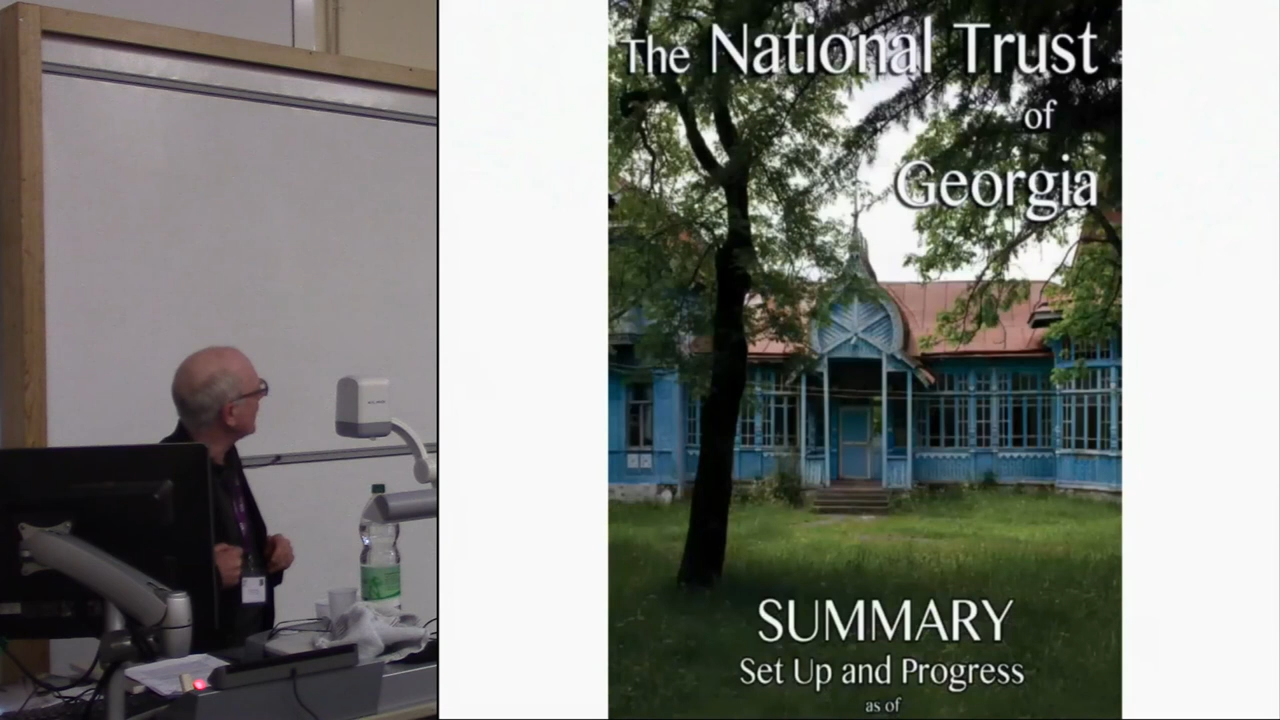 The National Trust
of
Georgia
SUMMARY
Set Up and Progress
as of